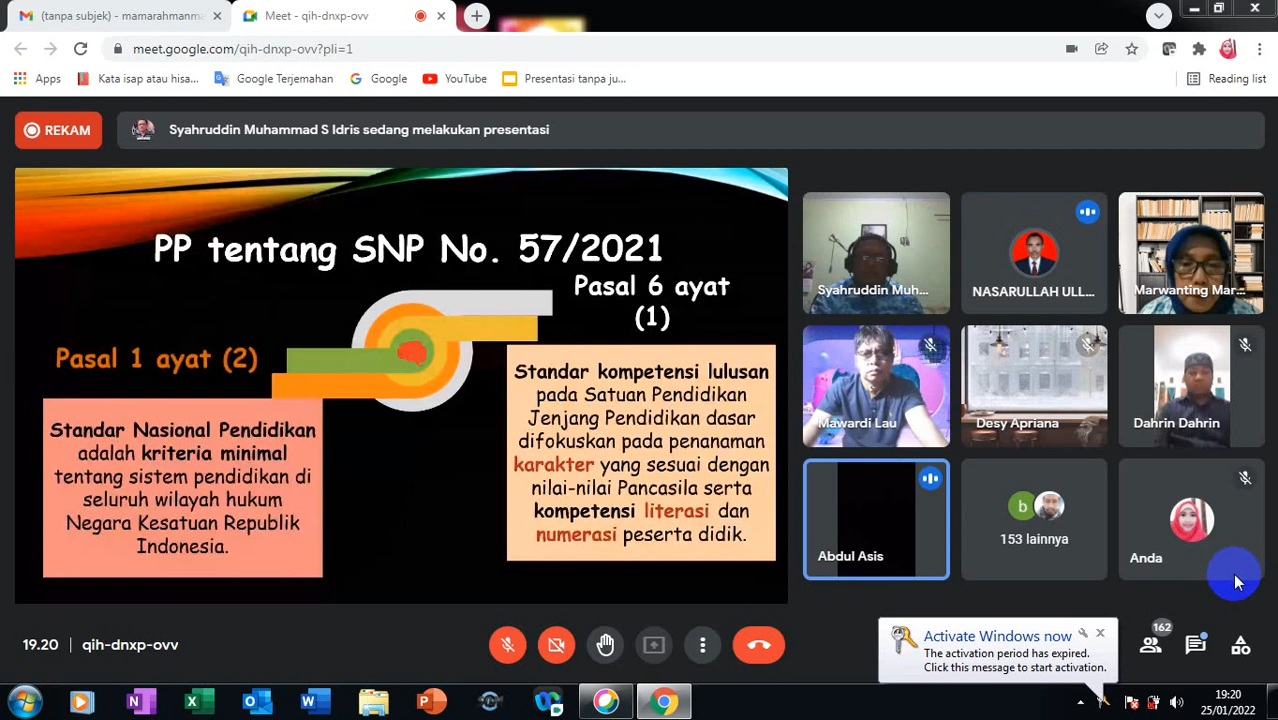 (tanpa subjek) - mamarahmanma
Meet - qih-dnxp-ovv
meet.google.com/qih-dnxp-ovv?pli=1
Apps
Kata isap atau hisa...
Google Terjemahan
Google
YouTube
Presentasi tanpa ju...
Reading list
REKAM
Syahruddin Muhammad S Idris sedang melakukan presentasi
PP tentang SNP No. 57/2021
Pasal 6 ayat
(1)
Pasal 1 ayat (2)
Standar Nasional Pendidikan
adalah kriteria minimal
tentang sistem pendidikan di
seluruh wilayah hukum
Negara Kesatuan Republik
Indonesia.
Standar kompetensi lulusan
pada Satuan Pendidikan
Jenjang Pendidikan dasar
difokuskan pada penanaman
karakter yang sesuai dengan
nilai-nilai Pancasila serta
kompetensi literasi dan
numerasi peserta didik.
Syahruddin Muh...
NASARULLAH ULL...
Marwanting Mar...
Mawardi Lau
Desy Apriana
Dahrin Dahrin
Abdul Asis
b
153 lainnya
Anda
19.20
qih-dnxp-ovv
162
Activate Windows now
The activation period has expired.
Click this message to start activation.
19:20
25/01/2022